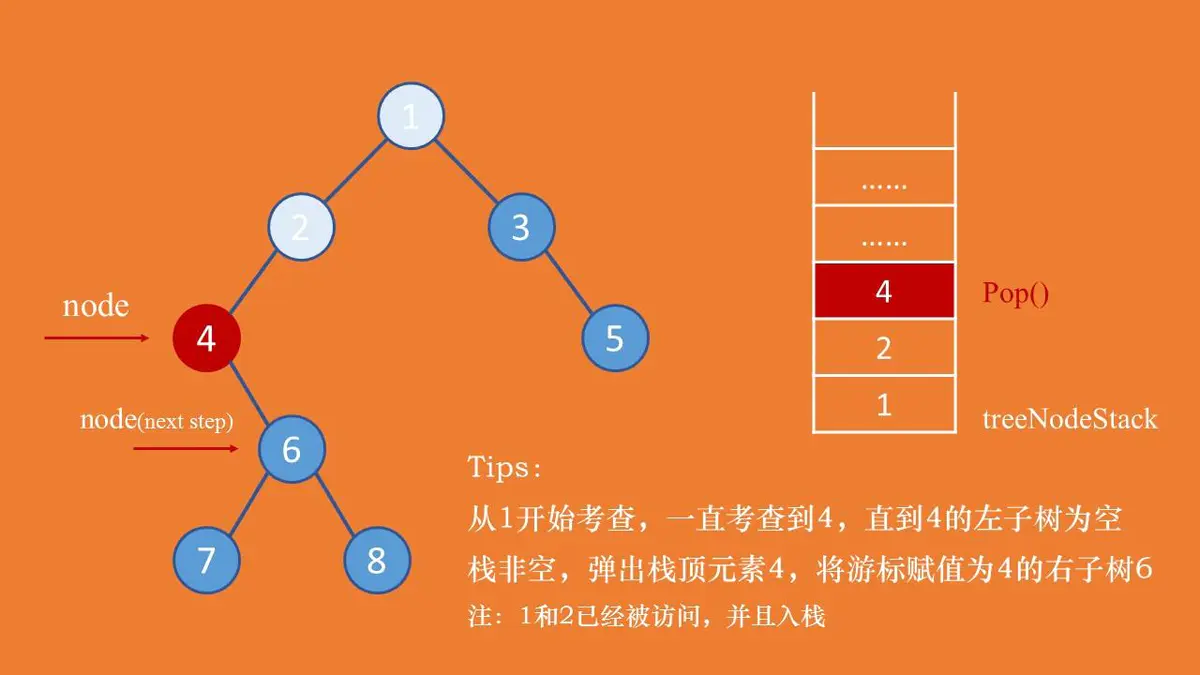 1
2
3
node
4
5
node(next step)
6
7
8
……
……
4
Pop()
2
1
treeNodeStack
Tips:
从1开始考查，一直考查到4，直到4的左子树为空
栈非空，弹出栈顶元素4，将游标赋值为4的右子树6
注：1和2已经被访问，并且入栈